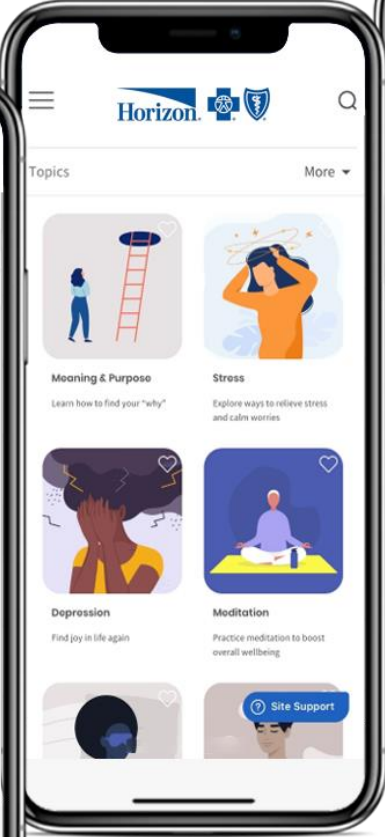 Horizon.
Topics
More
Meaning & Purpose
Stress
Learn how to find your "why"
Explore ways to relieve stress
and calm worries
Depression
Meditation
Find joy in life again
Practice meditation to boost
overall wellbeing
Site Support